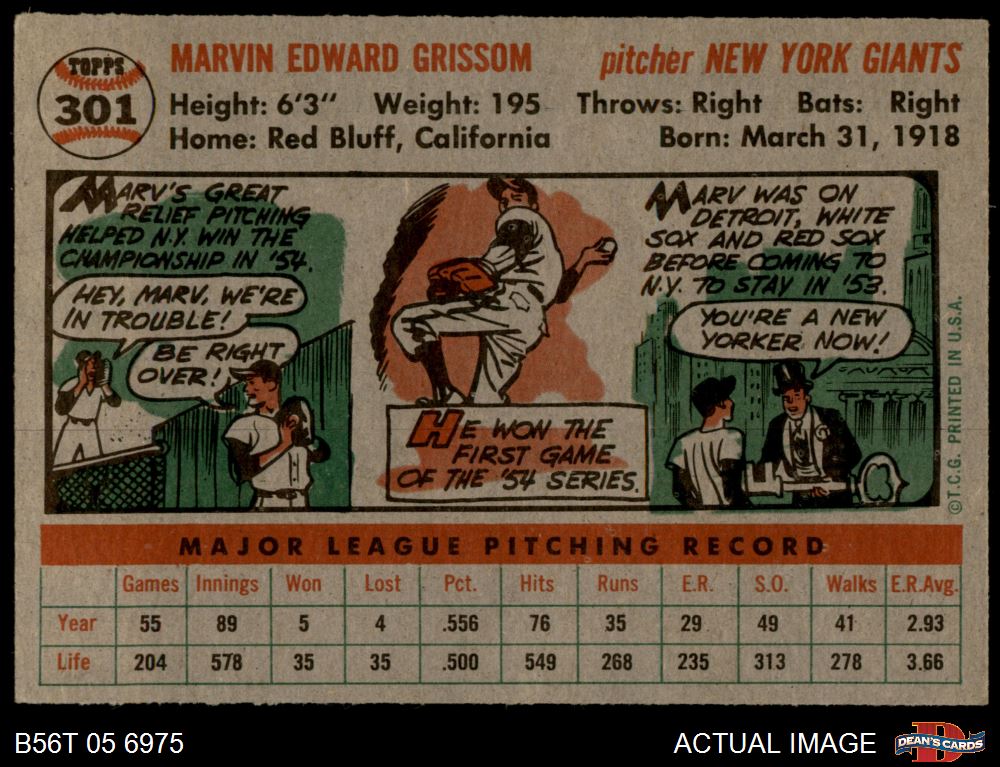 TOPPS
301
MARVIN EDWARD GRISSOM
pitcher NEW YORK GIANTS
Height: 6'3" Weight: 195 Throws: Right Bats: Right
Home: Red Bluff, California Born: March 31, 1918
MARV'S GREAT
RELIEF PITCHING
HELPED N.Y. WIN THE
CHAMPIONSHIP IN '54.
HEY, MARV, WE'RE
IN TROUBLE!
BE RIGHT
OVER!
HE WON THE
FIRST GAME
OF THE '54 SERIES.
MARV WAS ON
DETROIT, WHITE
SOX AND RED SOX
BEFORE COMING TO
N.Y. TO STAY IN '53.
YOU'RE A NEW
YORKER NOW!
©T.C.G. PRINTED IN U.S.A.
MAJOR LEAGUE PITCHING RECORD
Games Innings Won Lost Pct. Hits Runs E.R. S.O. Walks E.R.Avg.
Year 55 89 5 4 .556 76 35 29 49 41 2.93
Life 204 578 35 35 .500 549 268 235 313 278 3.66
B56T 05 6975
ACTUAL IMAGE
D
DEAN'S CARDS